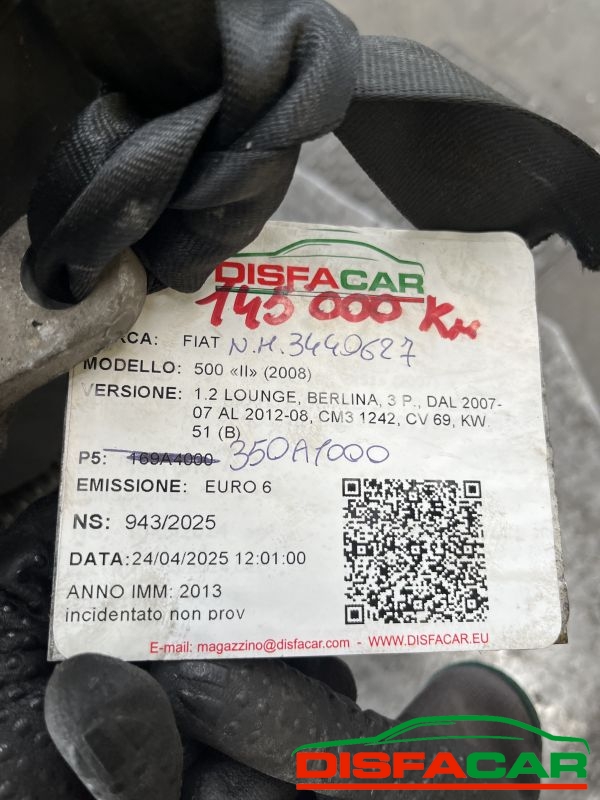 DISFACAR
145 000 Km
CA: FIAT N.M. 3440627
MODELLO: 500 «II» (2008)
VERSIONE: 1.2 LOUNGE, BERLINA, 3 P., DAL 2007-
07 AL 2012-08, CM3 1242, CV 69, KW.
51 (B)
P5: 169A4000 350A1000
EMISSIONE: EURO 6
NS: 943/2025
DATA:24/04/2025 12:01:00
ANNO IMM: 2013
incidentato non prov
E-mail: magazzino@disfacar.com - WWW.DISFACAR.EU
DISFACAR